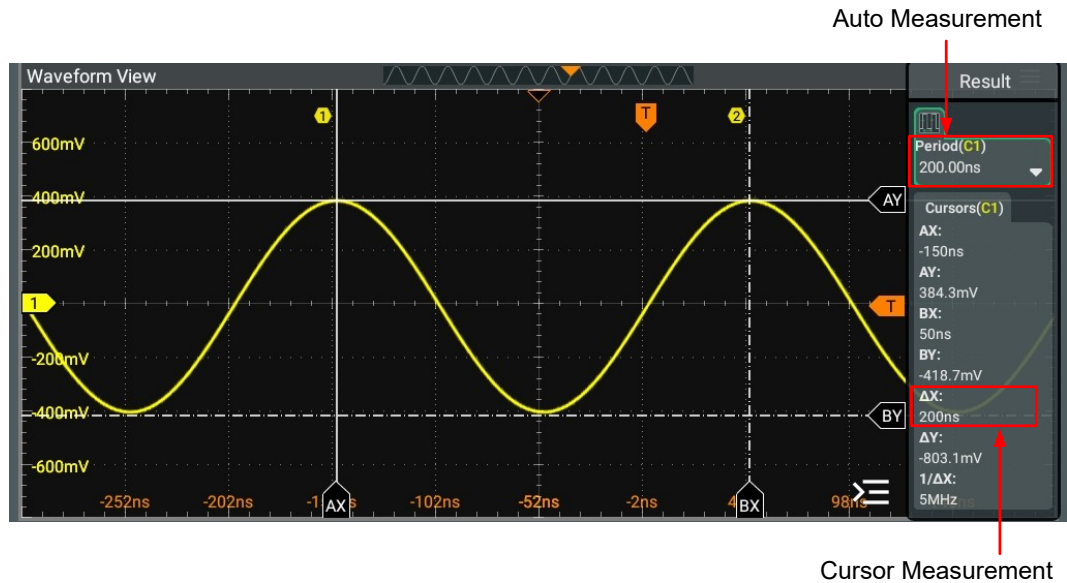 Auto Measurement
Waveform View
Result
1
T
2
600mV
Period(C1)
200.00ns
400mV
AY
Cursors(C1)
AX:
-150ns
200mV
AY:
384.3mV
1
T
BX:
50ns
BY:
-200mV
-418.7mV
ΔX:
-400mV
BY
200ns
ΔY:
-803.1mV
-600mV
1/ΔX:
5MHz
-252ns
-202ns
AX
-102ns
-52ns
-2ns
BX
Cursor Measurement